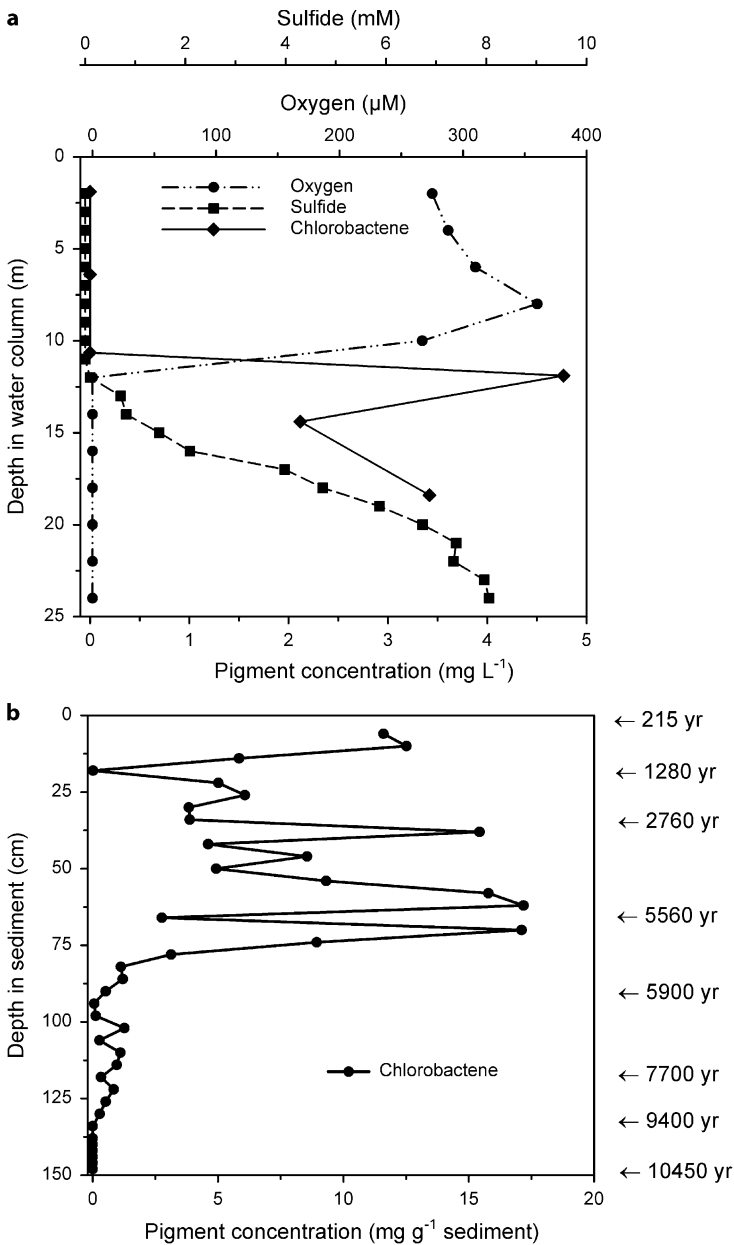 a
Sulfide (mM)
0 2 4 6 8 10
Oxygen (µM)
0 100 200 300 400
0
5
10
15
20
25
Depth in water column (m)
Oxygen
Sulfide
Chlorobactene
0 1 2 3 4 5
Pigment concentration (mg L⁻¹)
b
0
25
50
75
100
125
150
Depth in sediment (cm)
Chlorobactene
← 215 yr
← 1280 yr
← 2760 yr
← 5560 yr
← 5900 yr
← 7700 yr
← 9400 yr
← 10450 yr
0 5 10 15 20
Pigment concentration (mg g⁻¹ sediment)